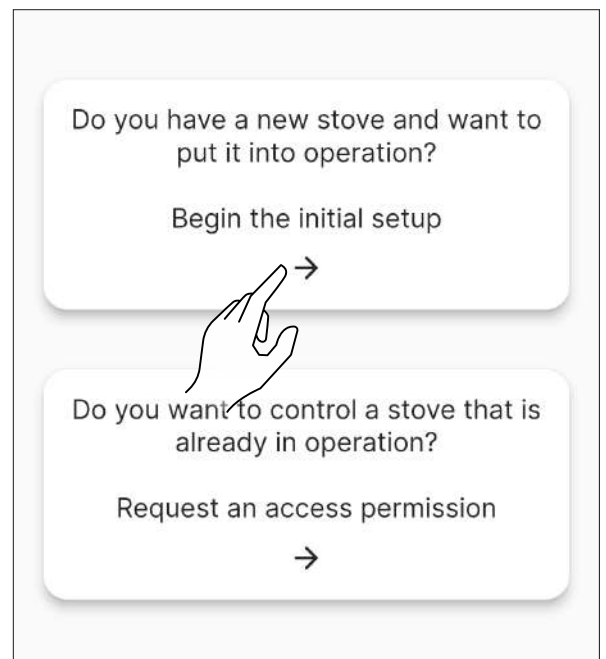 Do you have a new stove and want to
put it into operation?
Begin the initial setup
→
Do you want to control a stove that is
already in operation?
Request an access permission
→